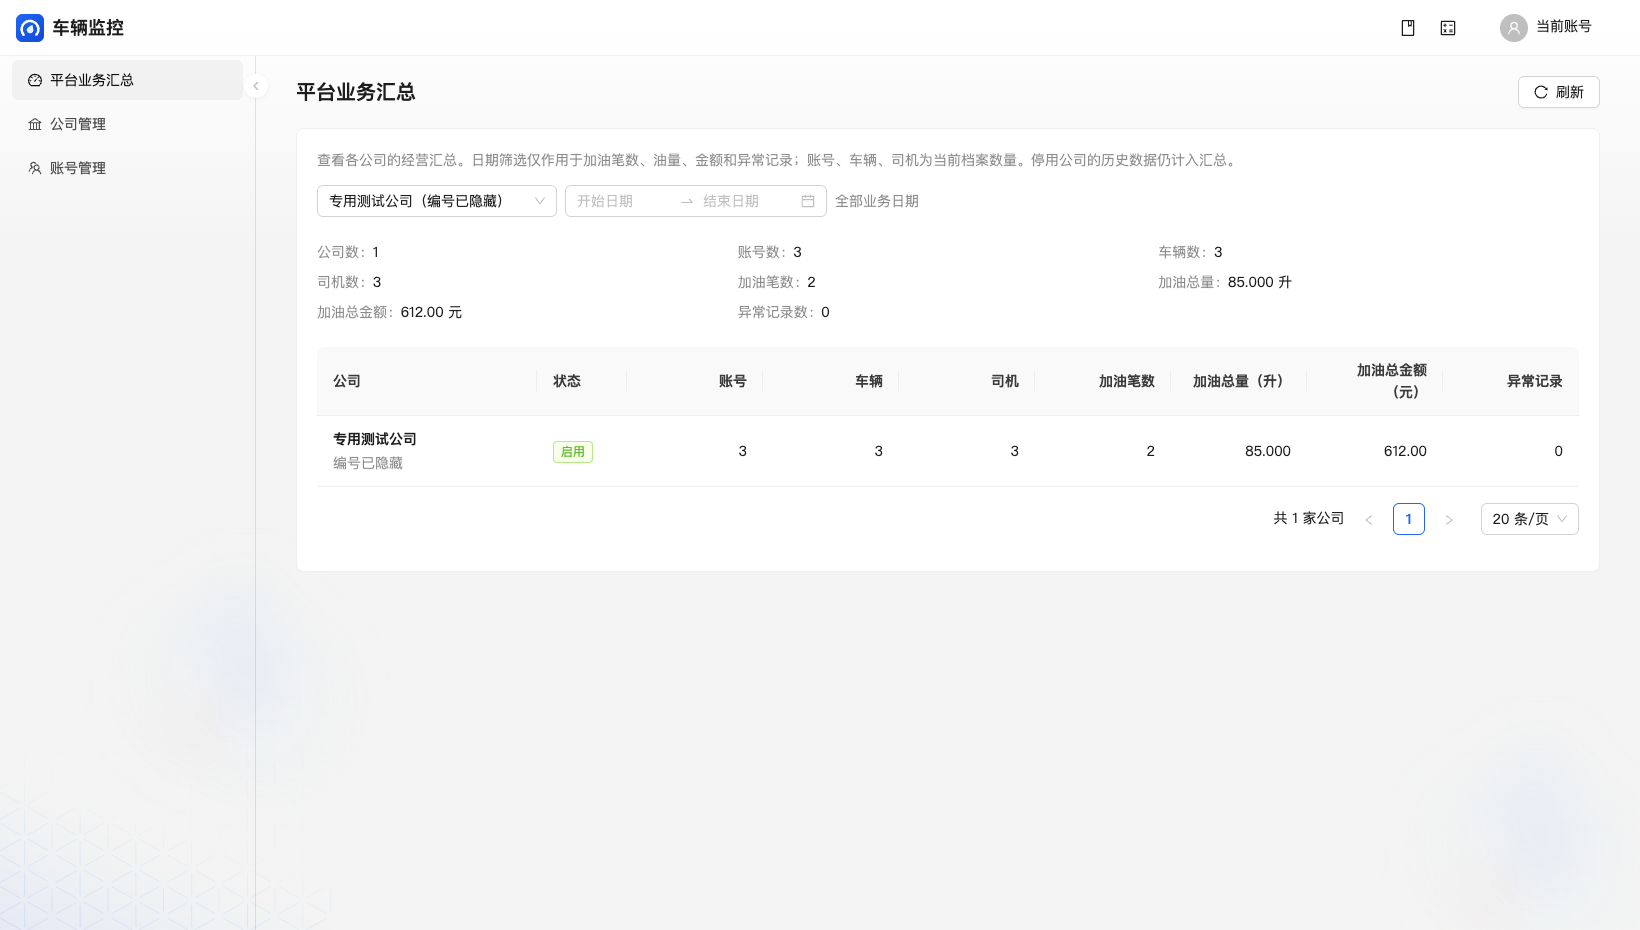 车辆监控
当前账号
平台业务汇总
公司管理
账号管理
平台业务汇总
刷新
查看各公司的经营汇总。日期筛选仅作用于加油笔数、油量、金额和异常记录；账号、车辆、司机为当前档案数量。停用公司的历史数据仍计入汇总。
专用测试公司（编号已隐藏） 开始日期 → 结束日期 全部业务日期
公司数：1 账号数：3 车辆数：3
司机数：3 加油笔数：2 加油总量：85.000 升
加油总金额：612.00 元 异常记录数：0
公司 状态 账号 车辆 司机 加油笔数 加油总量（升） 加油总金额（元） 异常记录
专用测试公司 启用 3 3 3 2 85.000 612.00 0
编号已隐藏
共 1 家公司 < 1 > 20 条/页